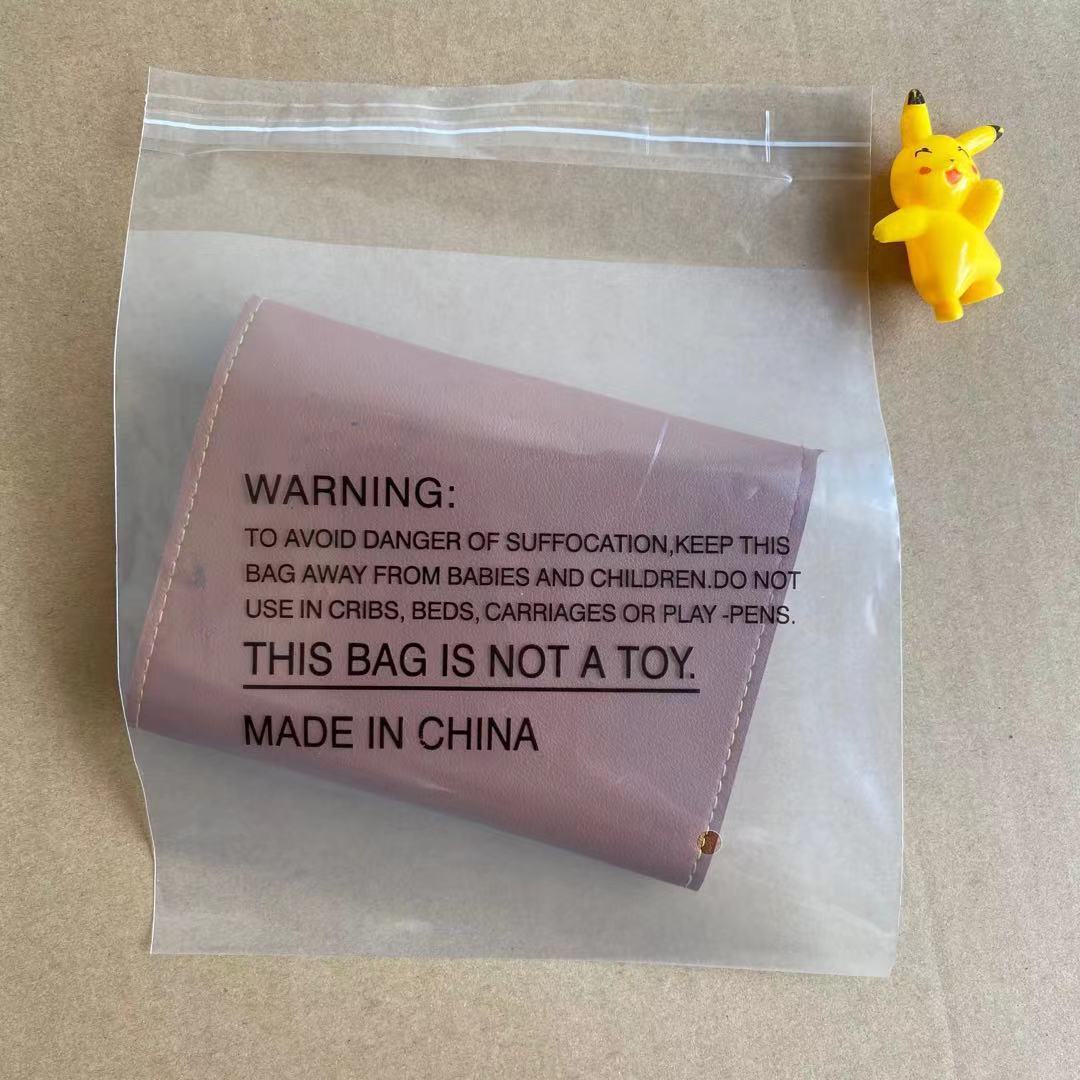 WARNING:
TO AVOID DANGER OF SUFFOCATION,KEEP THIS
BAG AWAY FROM BABIES AND CHILDREN.DO NOT
USE IN CRIBS, BEDS, CARRIAGES OR PLAY -PENS.
THIS BAG IS NOT A TOY.
MADE IN CHINA